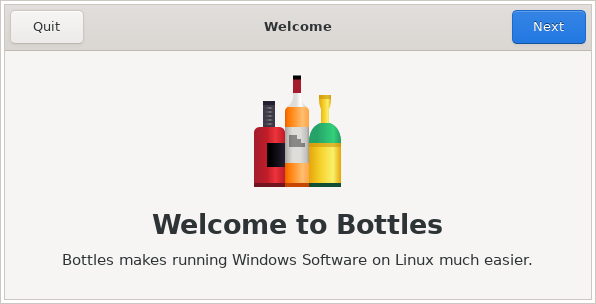 Quit
Welcome
Next
Welcome to Bottles
Bottles makes running Windows Software on Linux much easier.